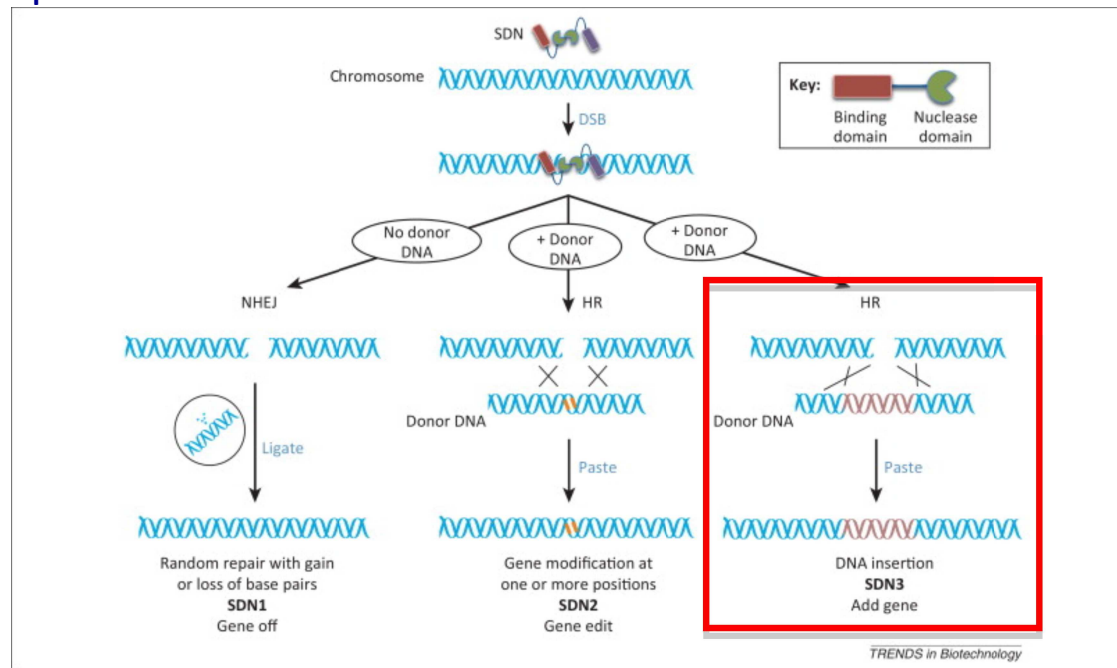 SDN
Chromosome
Key:
Binding
domain
Nuclease
domain
DSB
No donor
DNA
+ Donor
DNA
+ Donor
DNA
NHEJ
HR
HR
Donor DNA
Donor DNA
Ligate
Paste
Paste
Random repair with gain
or loss of base pairs
SDN1
Gene off
Gene modification at
one or more positions
SDN2
Gene edit
DNA insertion
SDN3
Add gene
TRENDS in Biotechnology